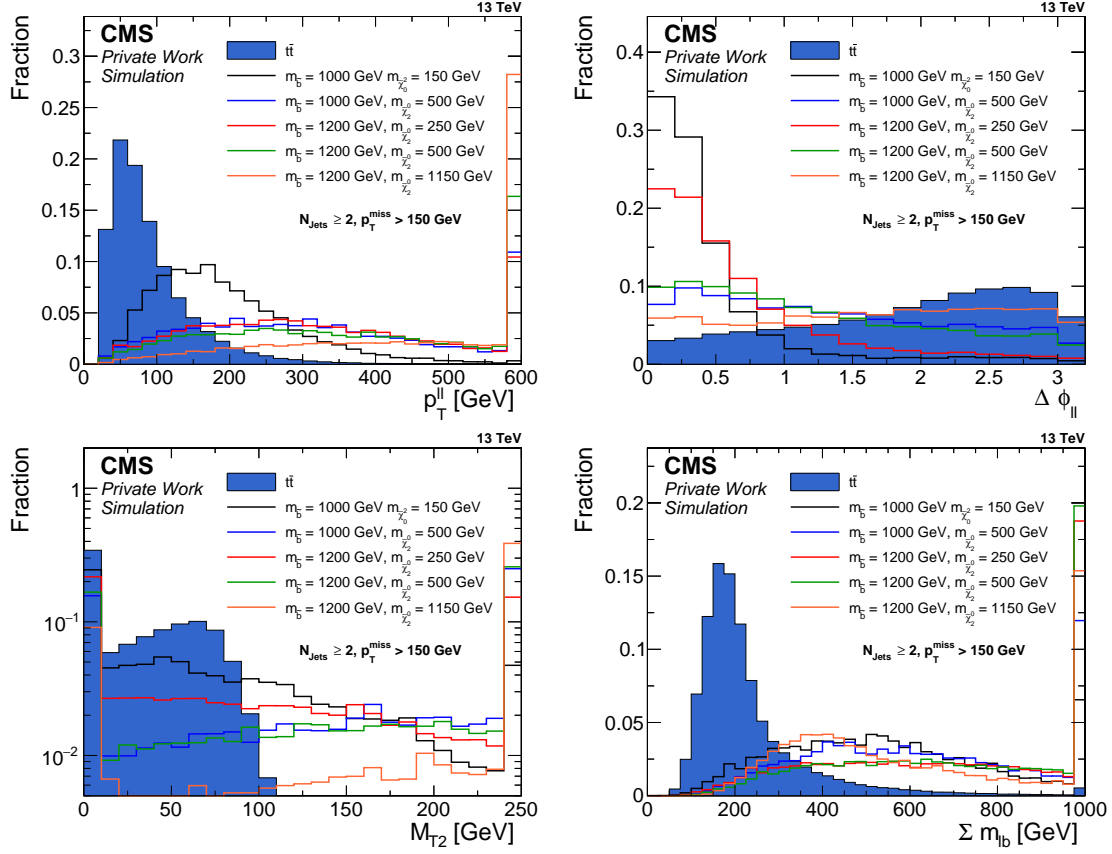 13 TeV
CMS
Private Work
Simulation
tt̄
m_b̃ = 1000 GeV m_χ̃₀² = 150 GeV
m_b̃ = 1000 GeV, m_χ̃₂⁰ = 500 GeV
m_b̃ = 1200 GeV, m_χ̃₂⁰ = 250 GeV
m_b̃ = 1200 GeV, m_χ̃₂⁰ = 500 GeV
m_b̃ = 1200 GeV, m_χ̃₂⁰ = 1150 GeV
N_Jets ≥ 2, p_T^miss > 150 GeV
Fraction
0.3
0.25
0.2
0.15
0.1
0.05
0
0 100 200 300 400 500 600
p_T^ll [GeV]
13 TeV
CMS
Private Work
Simulation
tt̄
m_b̃ = 1000 GeV m_χ̃₀² = 150 GeV
m_b̃ = 1000 GeV, m_χ̃₂⁰ = 500 GeV
m_b̃ = 1200 GeV, m_χ̃₂⁰ = 250 GeV
m_b̃ = 1200 GeV, m_χ̃₂⁰ = 500 GeV
m_b̃ = 1200 GeV, m_χ̃₂⁰ = 1150 GeV
N_Jets ≥ 2, p_T^miss > 150 GeV
Fraction
0.4
0.3
0.2
0.1
0
0 0.5 1 1.5 2 2.5 3
Δ ϕ_ll
13 TeV
CMS
Private Work
Simulation
tt̄
m_b̃ = 1000 GeV m_χ̃₀² = 150 GeV
m_b̃ = 1000 GeV, m_χ̃₂⁰ = 500 GeV
m_b̃ = 1200 GeV, m_χ̃₂⁰ = 250 GeV
m_b̃ = 1200 GeV, m_χ̃₂⁰ = 500 GeV
m_b̃ = 1200 GeV, m_χ̃₂⁰ = 1150 GeV
N_Jets ≥ 2, p_T^miss > 150 GeV
Fraction
1
10⁻¹
10⁻²
0 50 100 150 200 250
M_T2 [GeV]
13 TeV
CMS
Private Work
Simulation
tt̄
m_b̃ = 1000 GeV m_χ̃₀² = 150 GeV
m_b̃ = 1000 GeV, m_χ̃₂⁰ = 500 GeV
m_b̃ = 1200 GeV, m_χ̃₂⁰ = 250 GeV
m_b̃ = 1200 GeV, m_χ̃₂⁰ = 500 GeV
m_b̃ = 1200 GeV, m_χ̃₂⁰ = 1150 GeV
N_Jets ≥ 2, p_T^miss > 150 GeV
Fraction
0.2
0.15
0.1
0.05
0
0 200 400 600 800 1000
Σ m_lb [GeV]